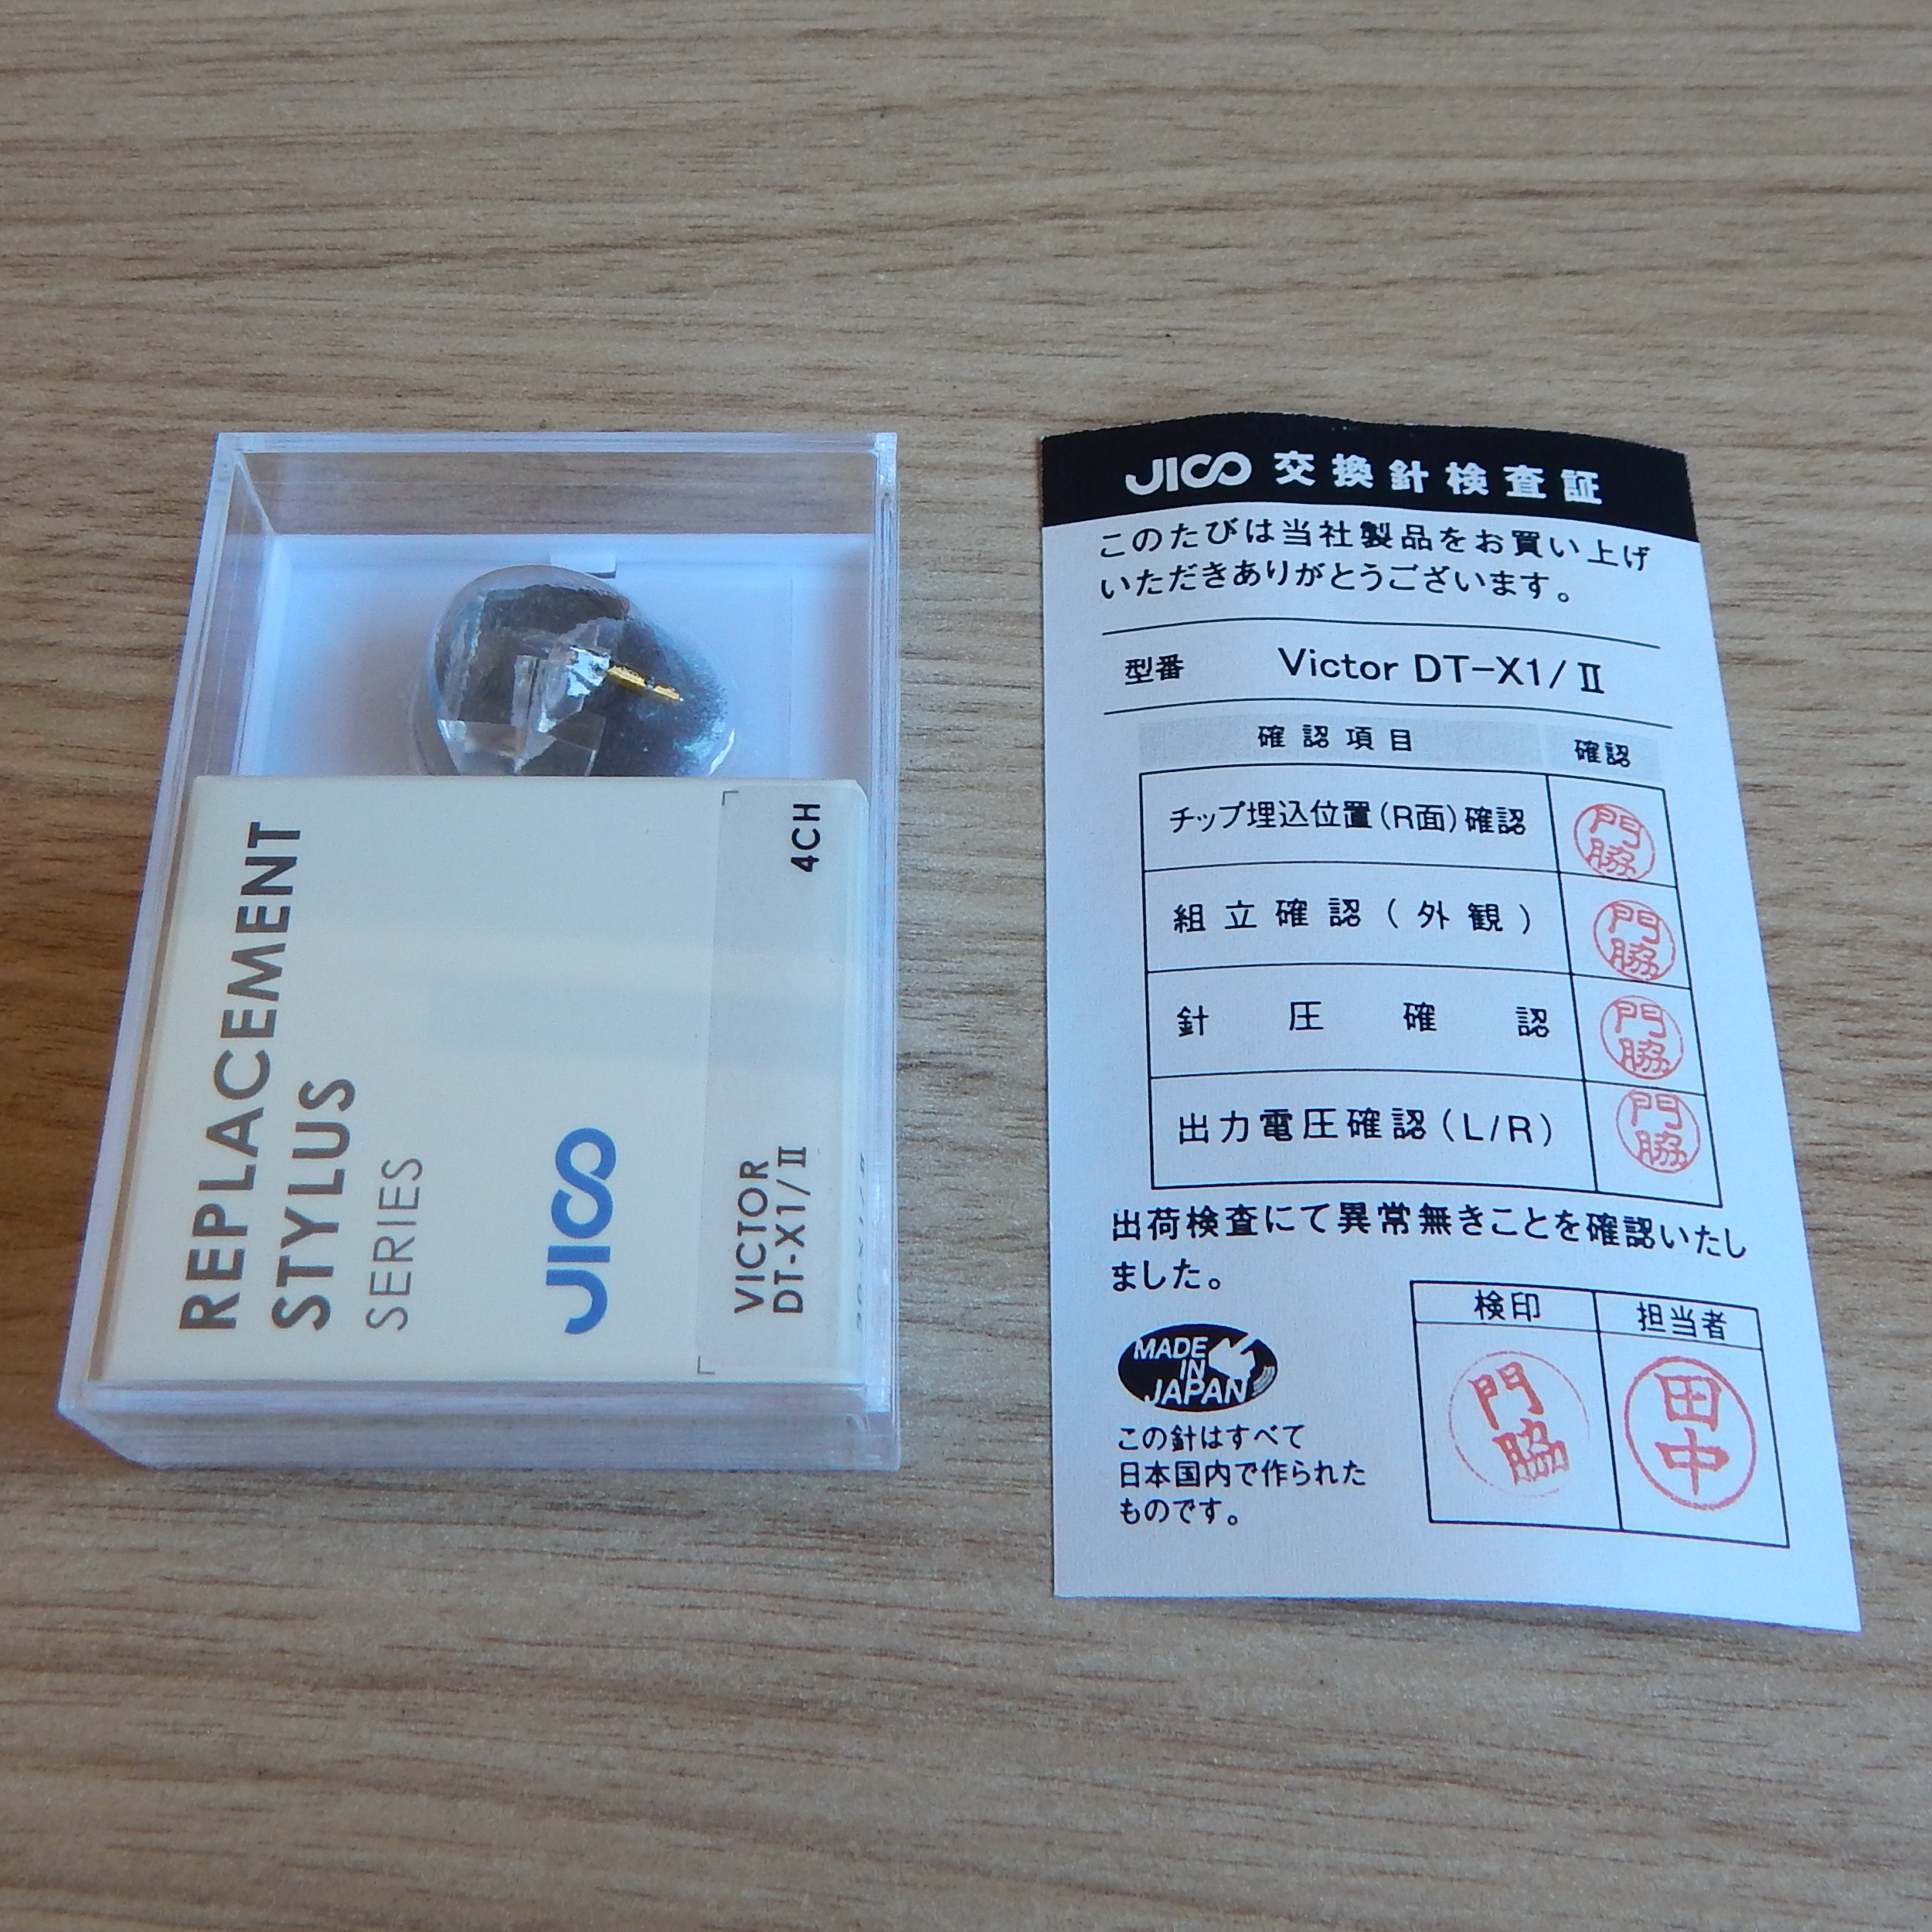 REPLACEMENT
STYLUS
SERIES
JICO
4CH
VICTOR
DT-X1/Ⅱ
JICO 交換針検査証
このたびは当社製品をお買い上げ
いただきありがとうございます。
型番 Victor DT-X1/Ⅱ
確認項目 確認
チップ埋込位置(R面)確認 門脇
組立確認(外観) 門脇
針圧確認 門脇
出力電圧確認(L/R) 門脇
出荷検査にて異常無きことを確認いたし
ました。
検印 担当者
門脇 田中
MADE
IN
JAPAN
この針はすべて
日本国内で作られた
ものです。